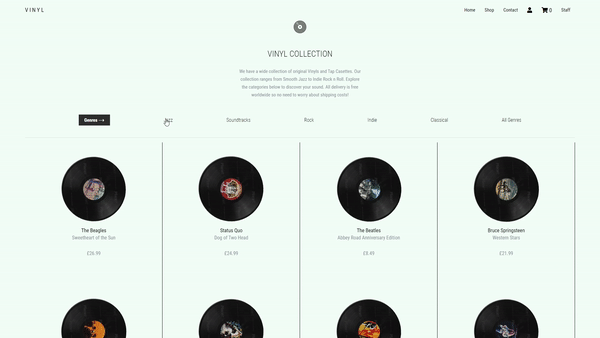 VINYL
Home
Shop
Contact
0
Staff
VINYL COLLECTION
We have a wide collection of original Vinyls and Tap Casettes. Our
collection ranges from Smooth Jazz to Indie Rock n Roll. Explore
the categories below to discover your sound. All delivery is free
worldwide so no need to worry about shipping costs!
Genres →
Jazz
Soundtracks
Rock
Indie
Classical
All Genres
The Beagles
Sweetheart of the Sun
£26.99
Status Quo
Dog of Two Head
£24.99
The Beatles
Abbey Road Anniversary Edition
£8.49
Bruce Springsteen
Western Stars
£21.99